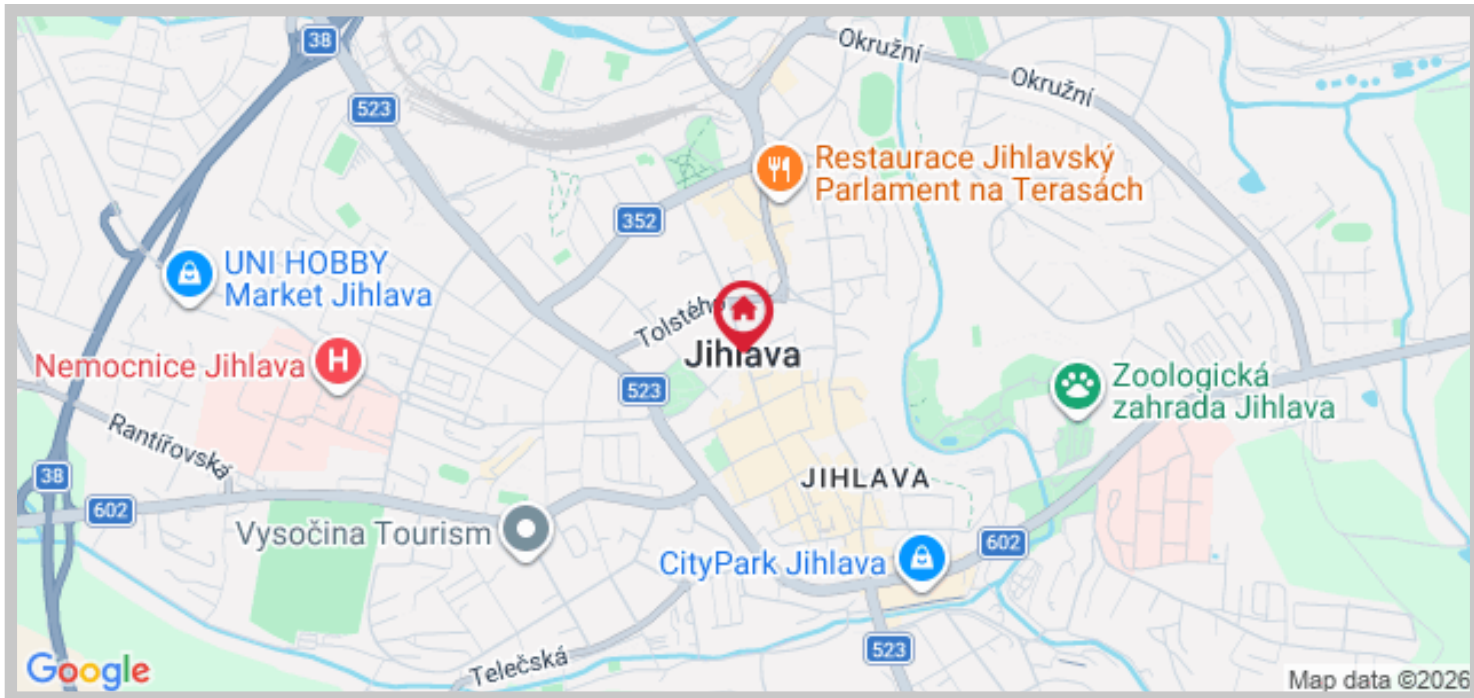 38
Okružní
Okružní
523
Restaurace Jihlavský
Parlament na Terasách
352
UNI HOBBY
Market Jihlava
Tolstého
Jihlava
Nemocnice Jihlava
H
523
Zoologická
zahrada Jihlava
Rantířovská
38
JIHLAVA
602
Vysočina Tourism
602
CityPark Jihlava
523
Telečská
Google
Map data ©2026